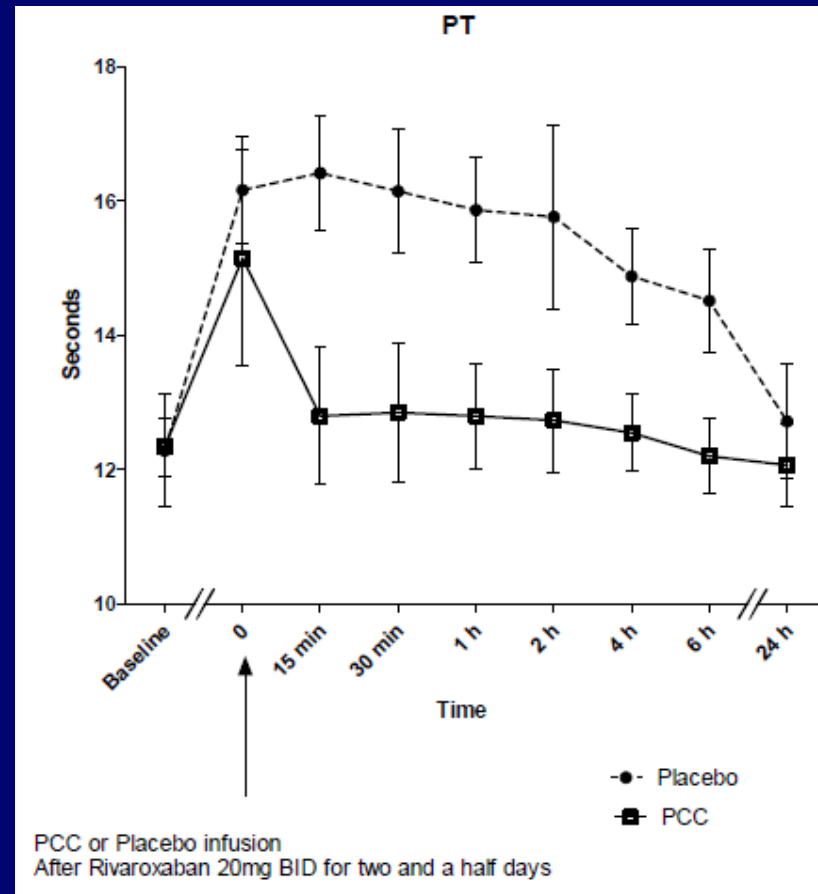 PT
18
16
14
12
10
Seconds
Baseline
0
15 min
30 min
1 h
2 h
4 h
6 h
24 h
Time
Placebo
PCC
PCC or Placebo infusion
After Rivaroxaban 20mg BID for two and a half days